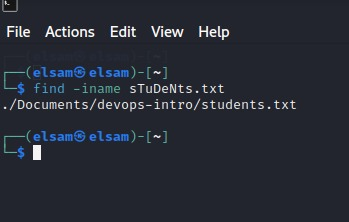 File Actions Edit View Help
┌──(elsam㉿elsam)-[~]
└─$ find -iname sTuDeNts.txt
./Documents/devops-intro/students.txt
┌──(elsam㉿elsam)-[~]
└─$